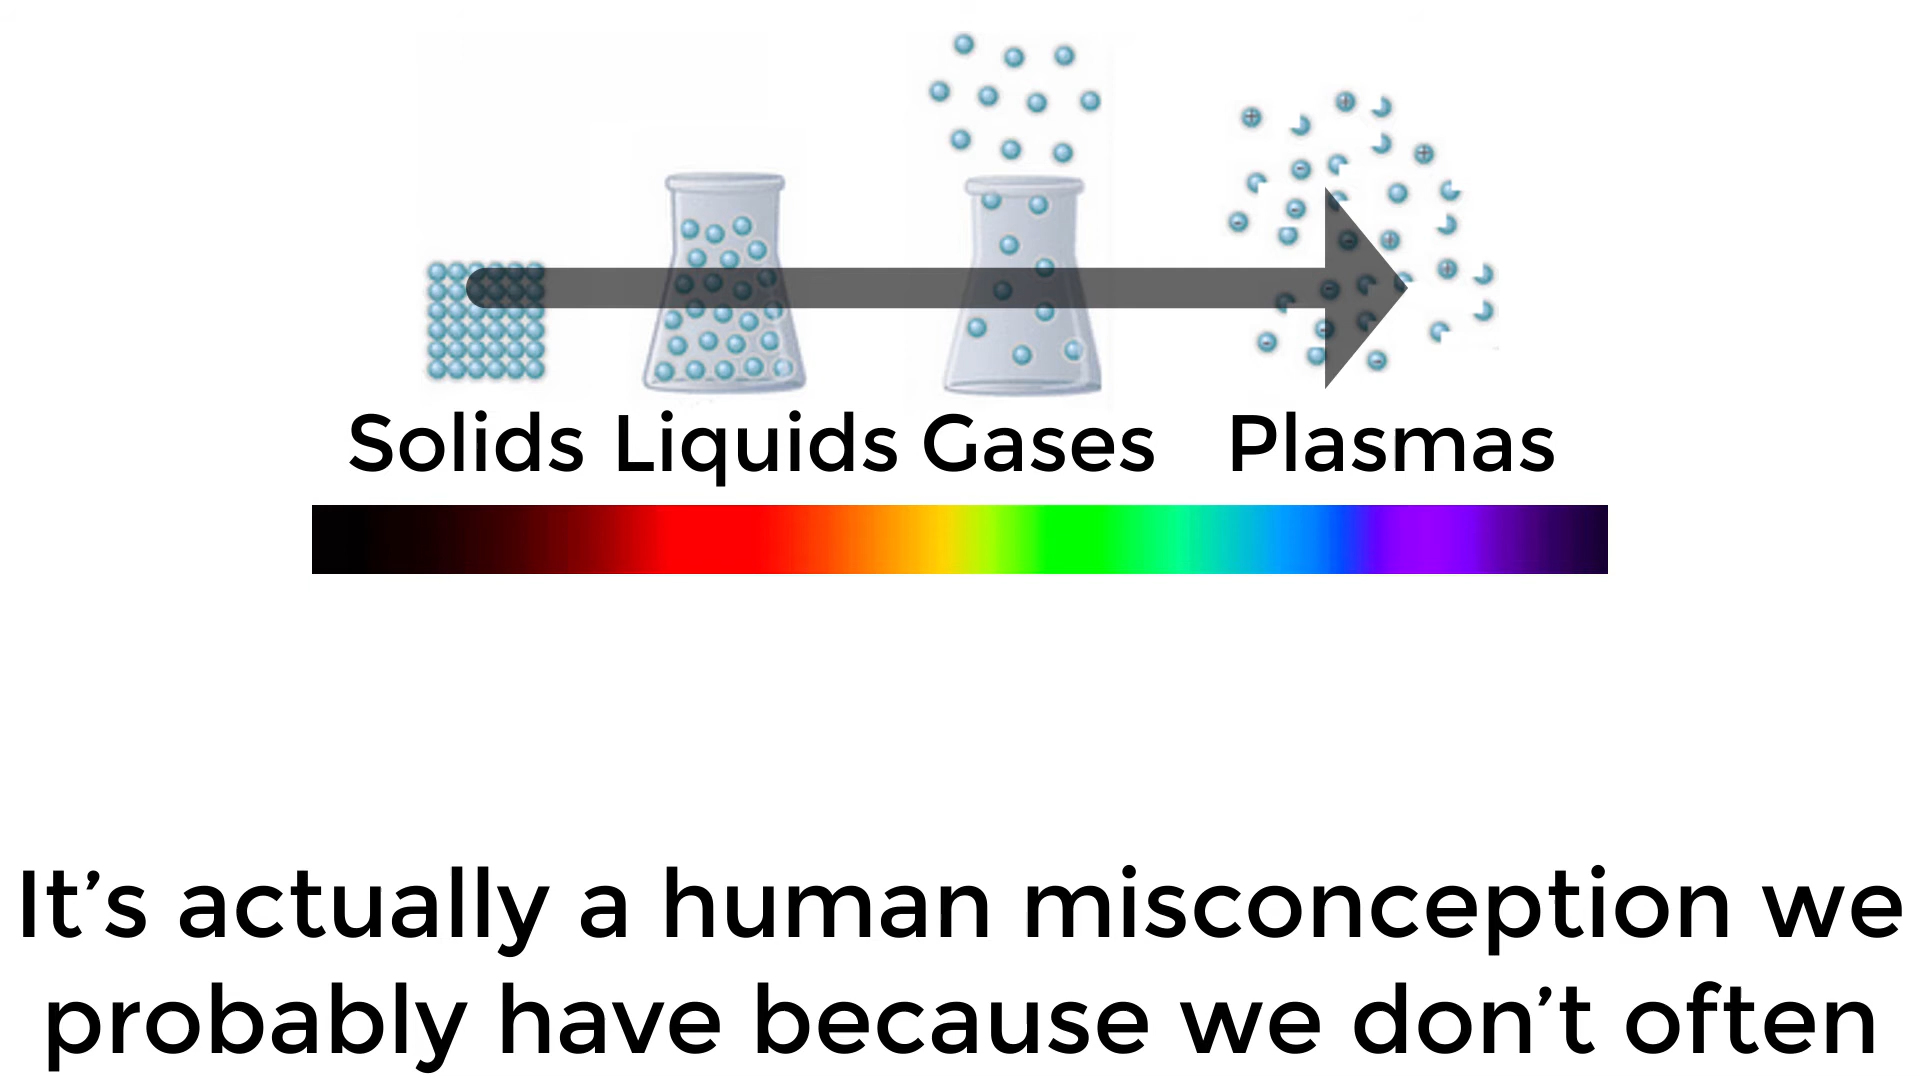 Solids Liquids Gases Plasmas
It’s actually a human misconception we
probably have because we don’t often